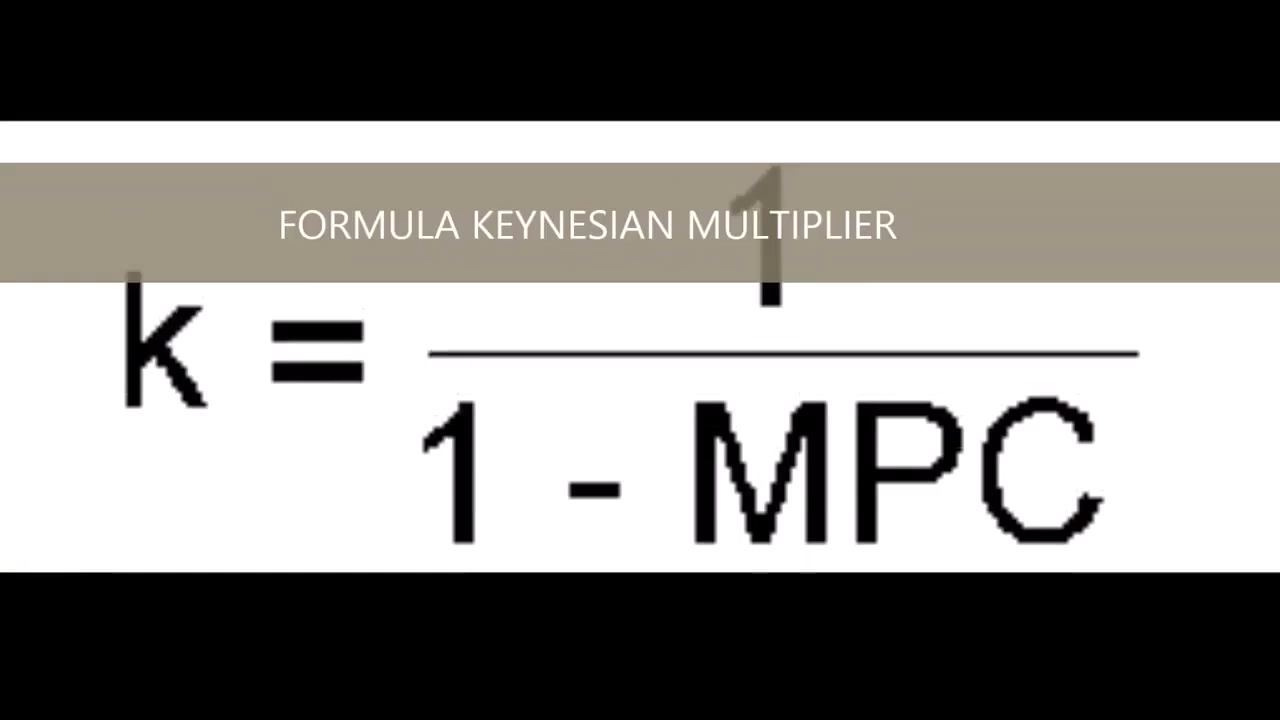 FORMULA KEYNESIAN MULTIPLIER
1
k =
1 - MPC